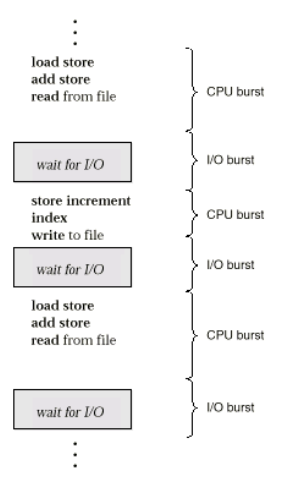 load store
add store
read from file
CPU burst
wait for I/O
I/O burst
store increment
index
write to file
CPU burst
wait for I/O
I/O burst
load store
add store
read from file
CPU burst
wait for I/O
I/O burst